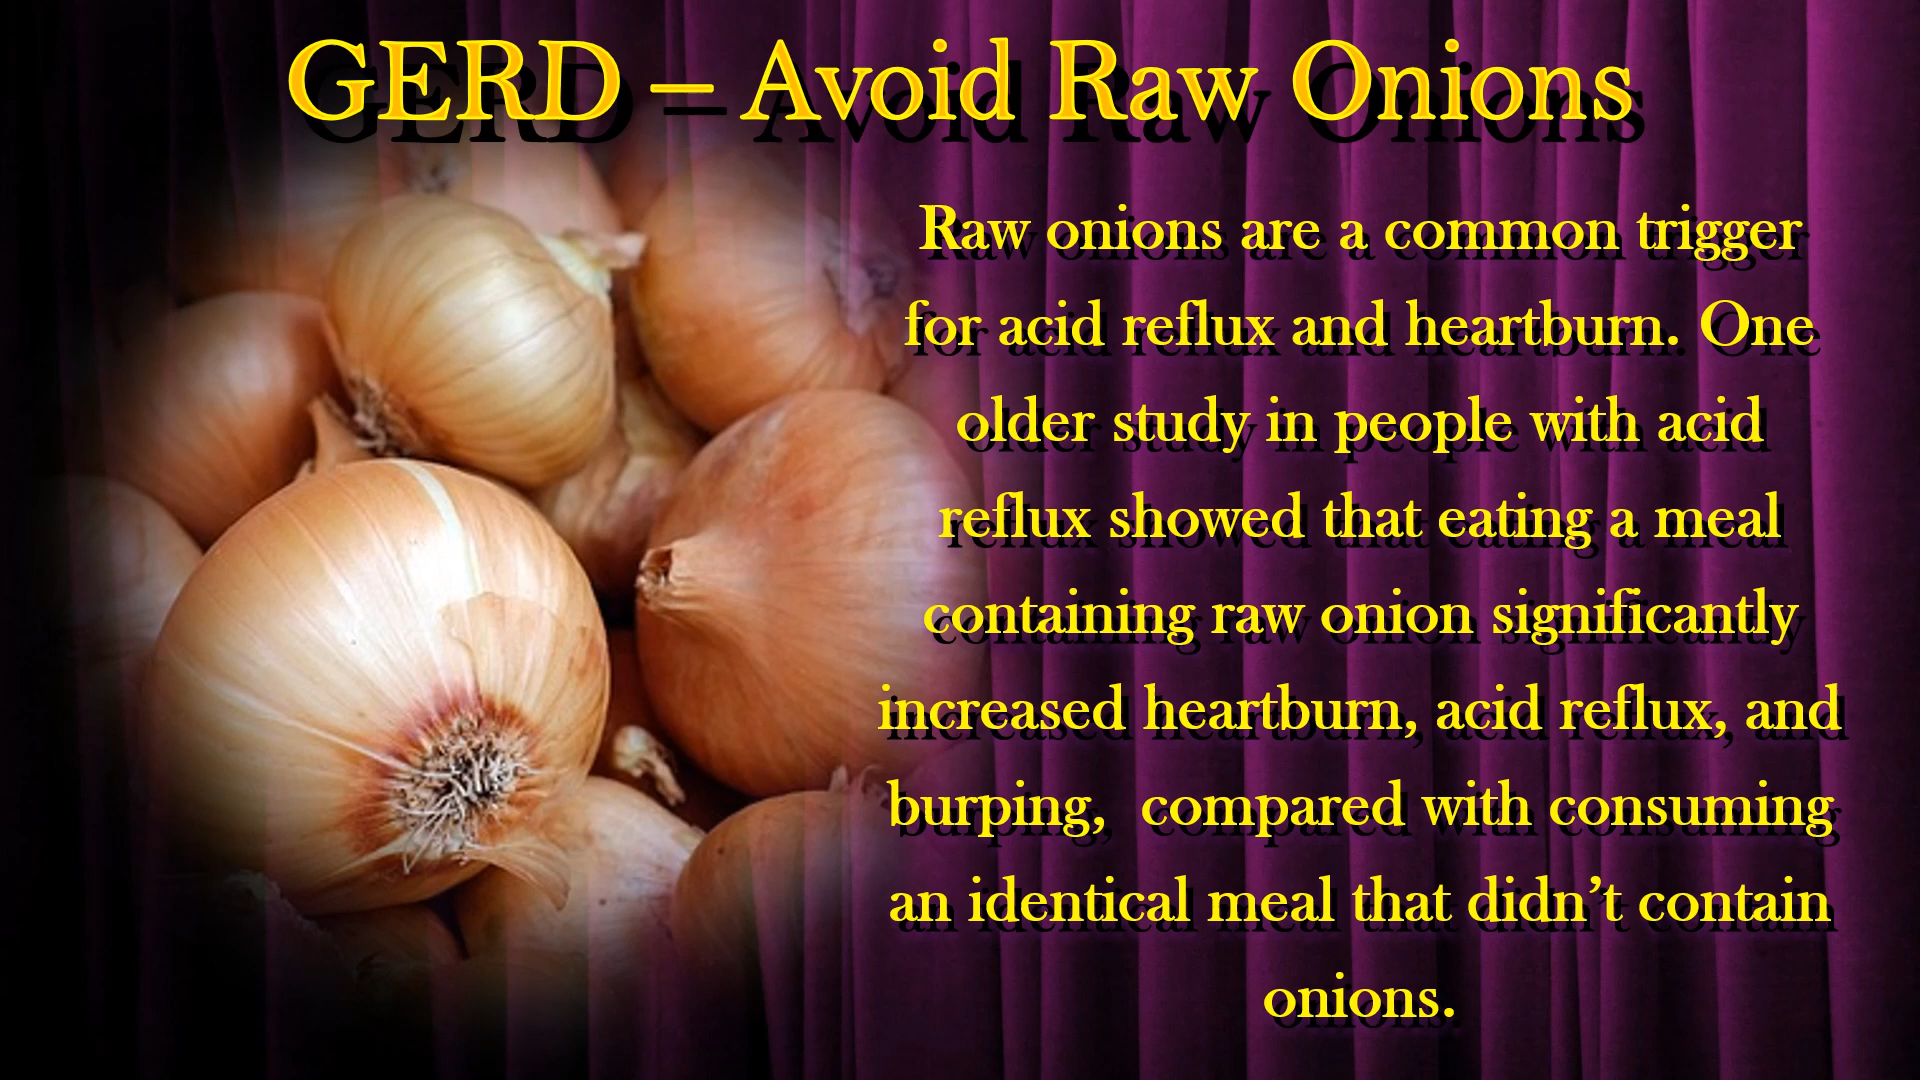 GERD – Avoid Raw Onions
Raw onions are a common trigger
for acid reflux and heartburn. One
older study in people with acid
reflux showed that eating a meal
containing raw onion significantly
increased heartburn, acid reflux, and
burping,  compared with consuming
an identical meal that didn’t contain
onions.